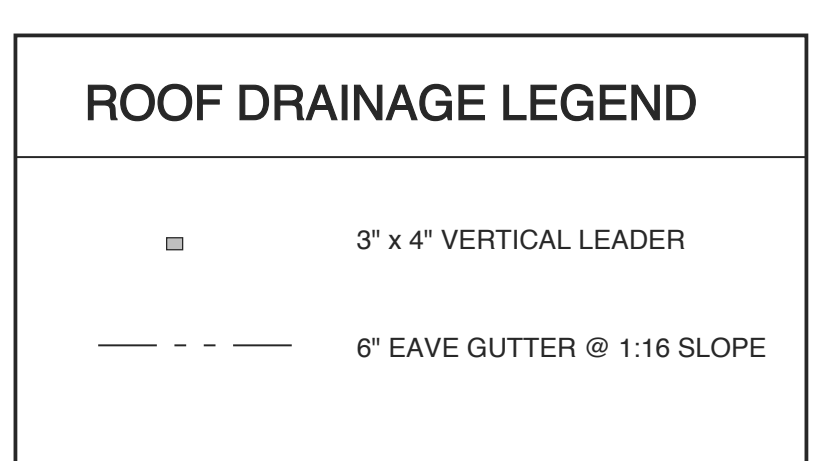 ROOF DRAINAGE LEGEND
3" x 4" VERTICAL LEADER
6" EAVE GUTTER @ 1:16 SLOPE